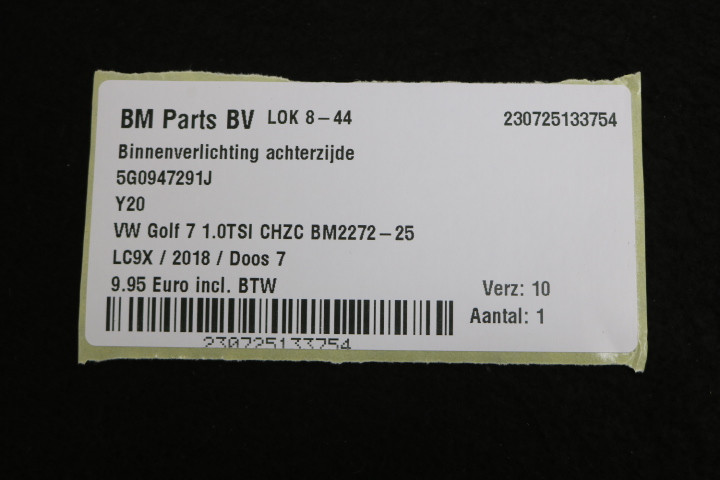 BM Parts BV LOK 8-44 230725133754
Binnenverlichting achterzijde
5G0947291J
Y20
VW Golf 7 1.0TSI CHZC BM2272-25
LC9X / 2018 / Doos 7
9.95 Euro incl. BTW Verz: 10
Aantal: 1
230725133754